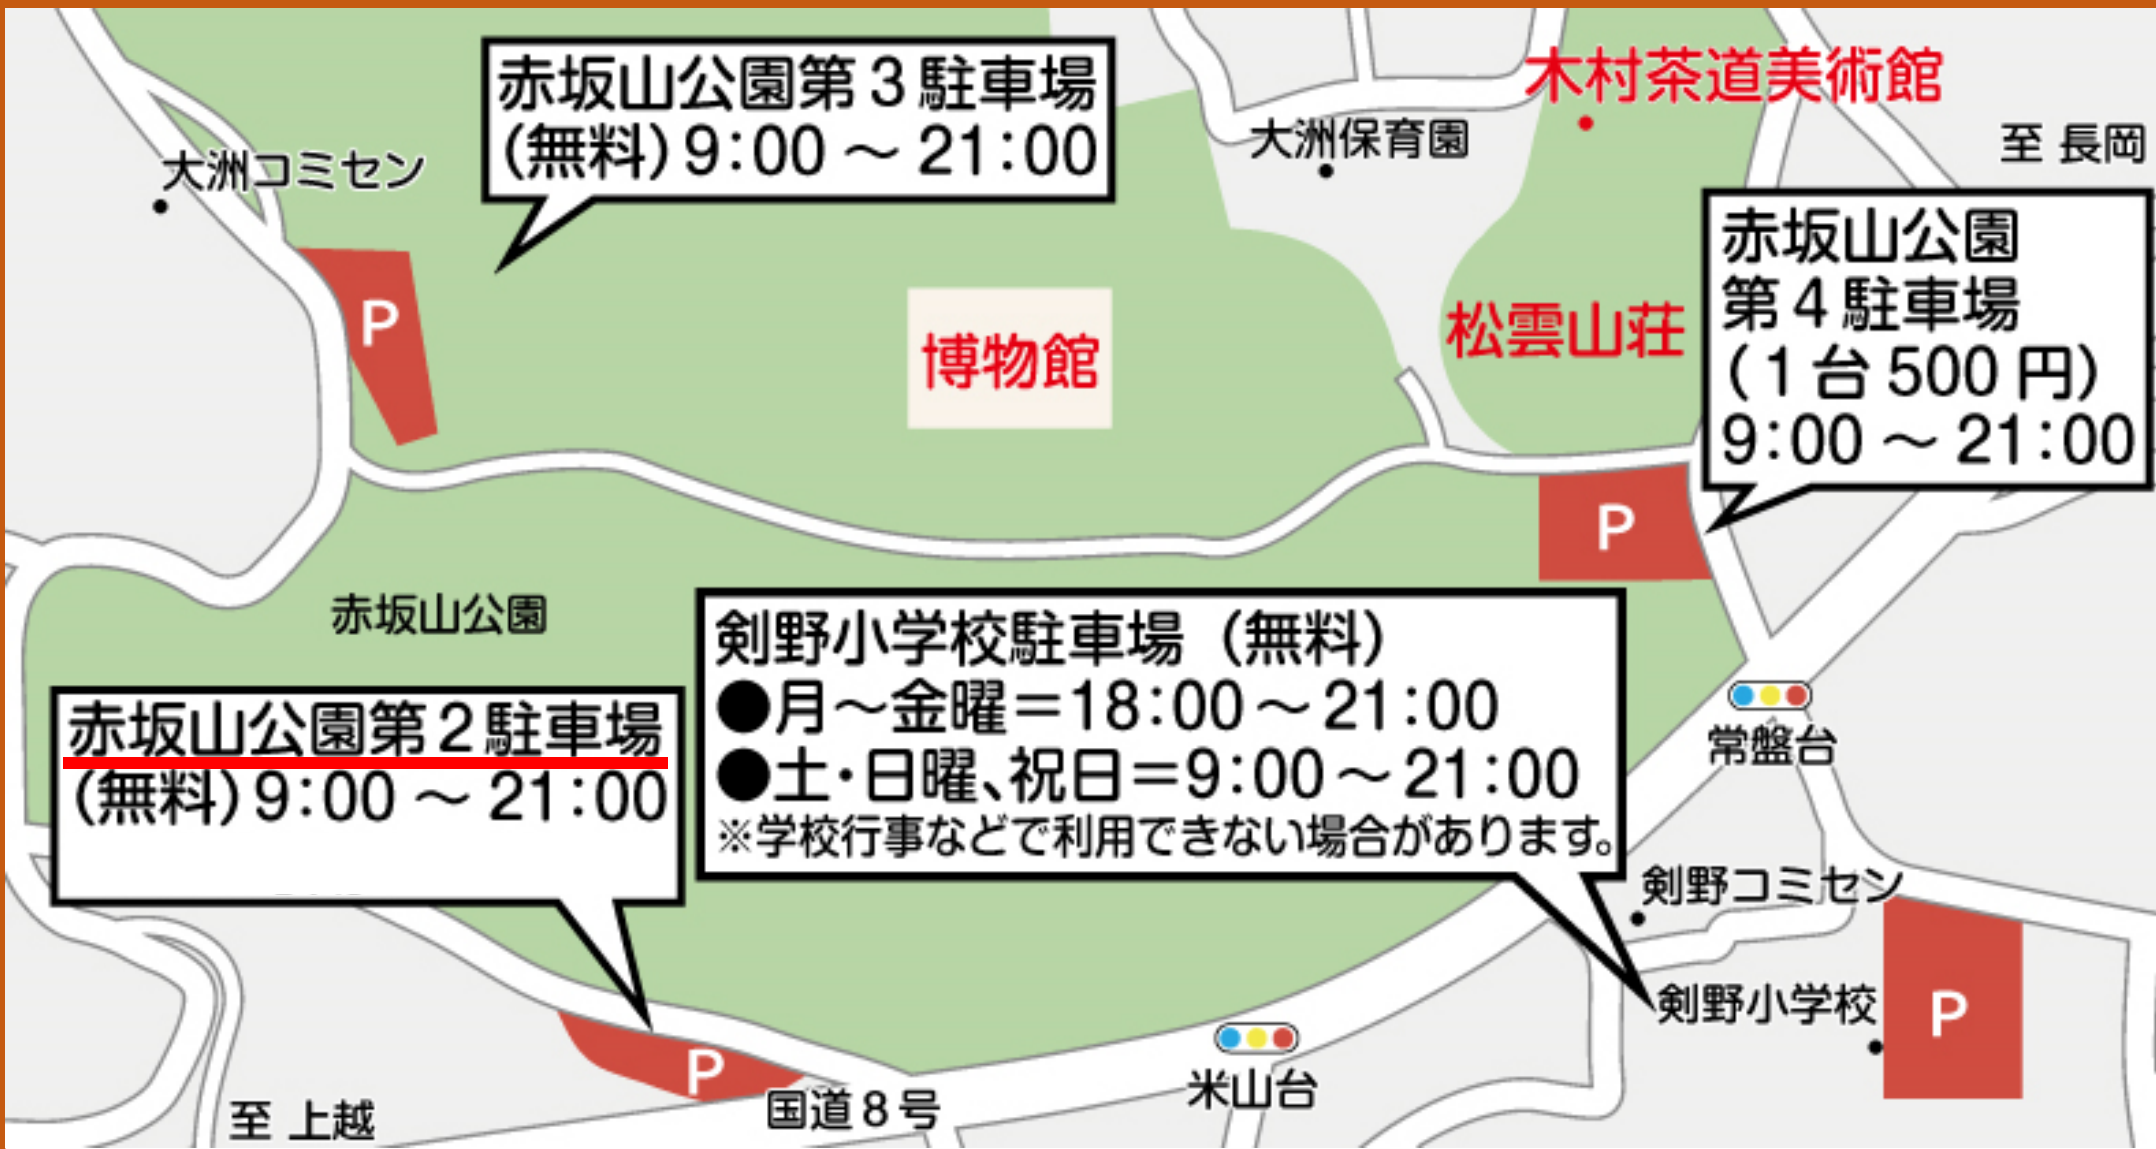 赤坂山公園第3駐車場
(無料)9:00～21:00
木村茶道美術館
大洲保育園
至 長岡
大洲コミセン
P
赤坂山公園
第4駐車場
(1台500円)
9:00～21:00
博物館
松雲山荘
P
赤坂山公園
剣野小学校駐車場（無料）
●月～金曜＝18:00～21:00
●土・日曜、祝日＝9:00～21:00
※学校行事などで利用できない場合があります。
赤坂山公園第2駐車場
(無料)9:00～21:00
常盤台
剣野コミセン
剣野小学校
P
P
国道8号
米山台
至 上越